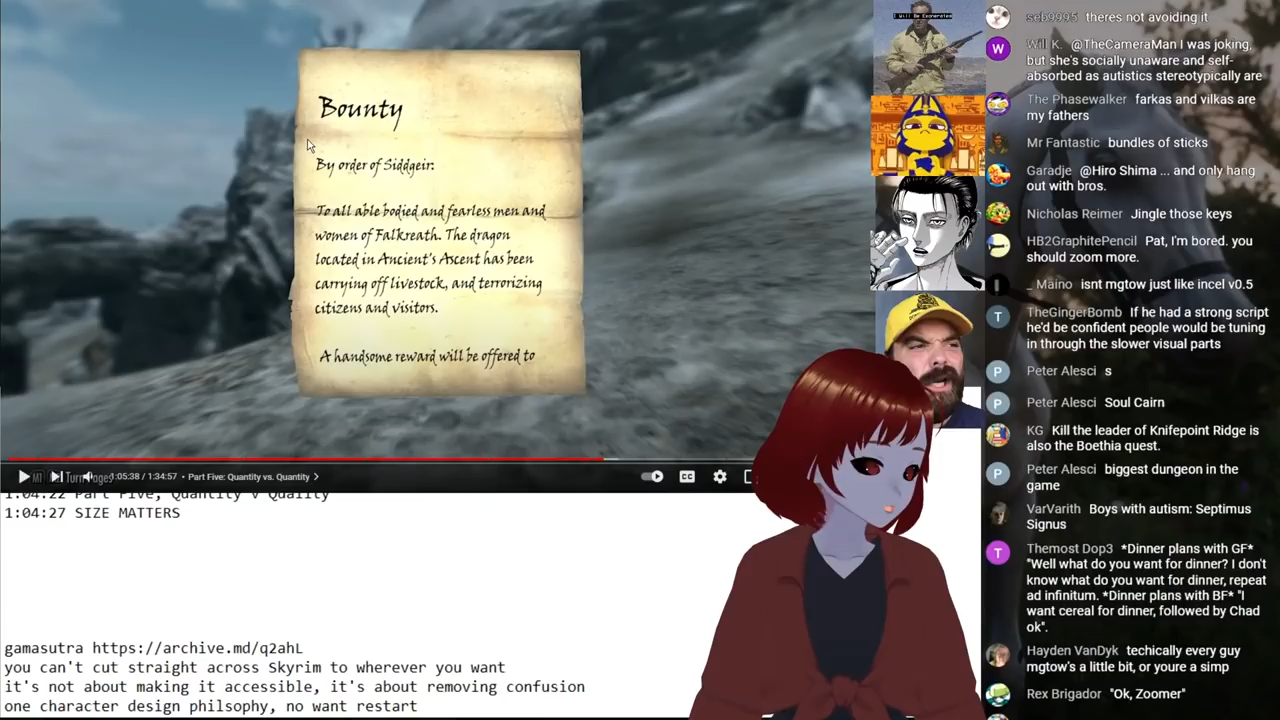 Bounty
By order of Siddgeir:
To all able bodied and fearless men and
women of Falkreath. The dragon
located in Ancient's Ascent has been
carrying off livestock, and terrorizing
citizens and visitors.
A handsome reward will be offered to
1:05:38 / 1:34:57 • Part Five: Quantity vs. Quantity
CC
1:04:22 Part Five, Quantity v Quality
1:04:27 SIZE MATTERS
gamasutra https://archive.md/q2ahL
you can't cut straight across Skyrim to wherever you want
it's not about making it accessible, it's about removing confusion
one character design philsophy, no want restart
I Will Be Exonerated
seb9995 theres not avoiding it
W
Will K. @TheCameraMan I was joking,
but she's socially unaware and self-
absorbed as autistics stereotypically are
The Phasewalker farkas and vilkas are
my fathers
Mr Fantastic bundles of sticks
Garadje @Hiro Shima ... and only hang
out with bros.
Nicholas Reimer Jingle those keys
HB2GraphitePencil Pat, I'm bored. you
should zoom more.
_ Maino isnt mgtow just like incel v0.5
T
TheGingerBomb If he had a strong script
he'd be confident people would be tuning
in through the slower visual parts
P
Peter Alesci s
P
Peter Alesci Soul Cairn
KG Kill the leader of Knifepoint Ridge is
also the Boethia quest.
P
Peter Alesci biggest dungeon in the
game
VarVarith Boys with autism: Septimus
Signus
T
Themost Dop3 *Dinner plans with GF*
"Well what do you want for dinner? I don't
know what do you want for dinner, repeat
ad infinitum. *Dinner plans with BF* "I
want cereal for dinner, followed by Chad
ok".
Hayden VanDyk techically every guy
mgtow's a little bit, or youre a simp
Rex Brigador "Ok, Zoomer"